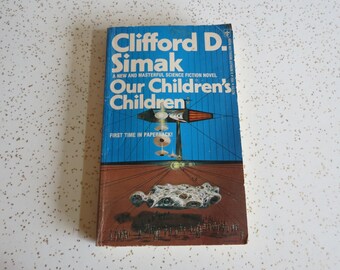 Clifford D.
Simak
A NEW AND MASTERFUL SCIENCE FICTION NOVEL
Our Children's
Children
FIRST TIME IN PAPERBACK!